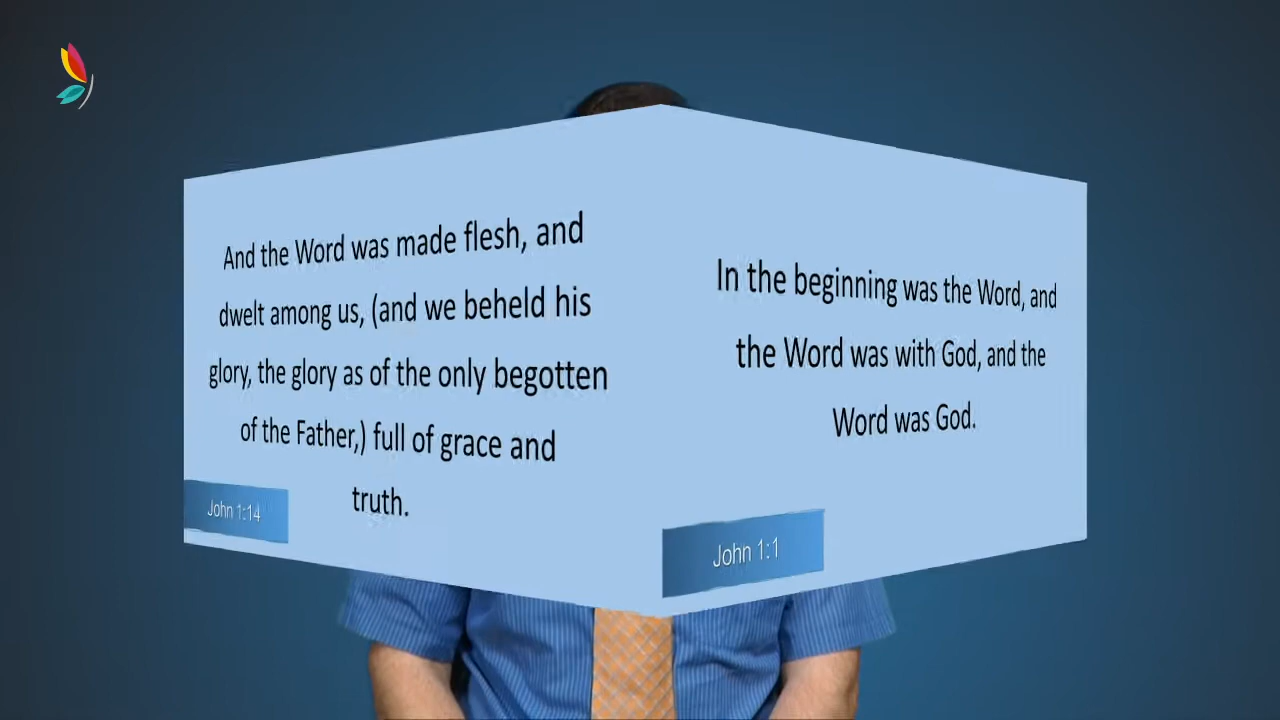 And the Word was made flesh, and
dwelt among us, (and we beheld his
glory, the glory as of the only begotten
of the Father,) full of grace and
truth.
John 1:14
In the beginning was the Word, and
the Word was with God, and the
Word was God.
John 1:1